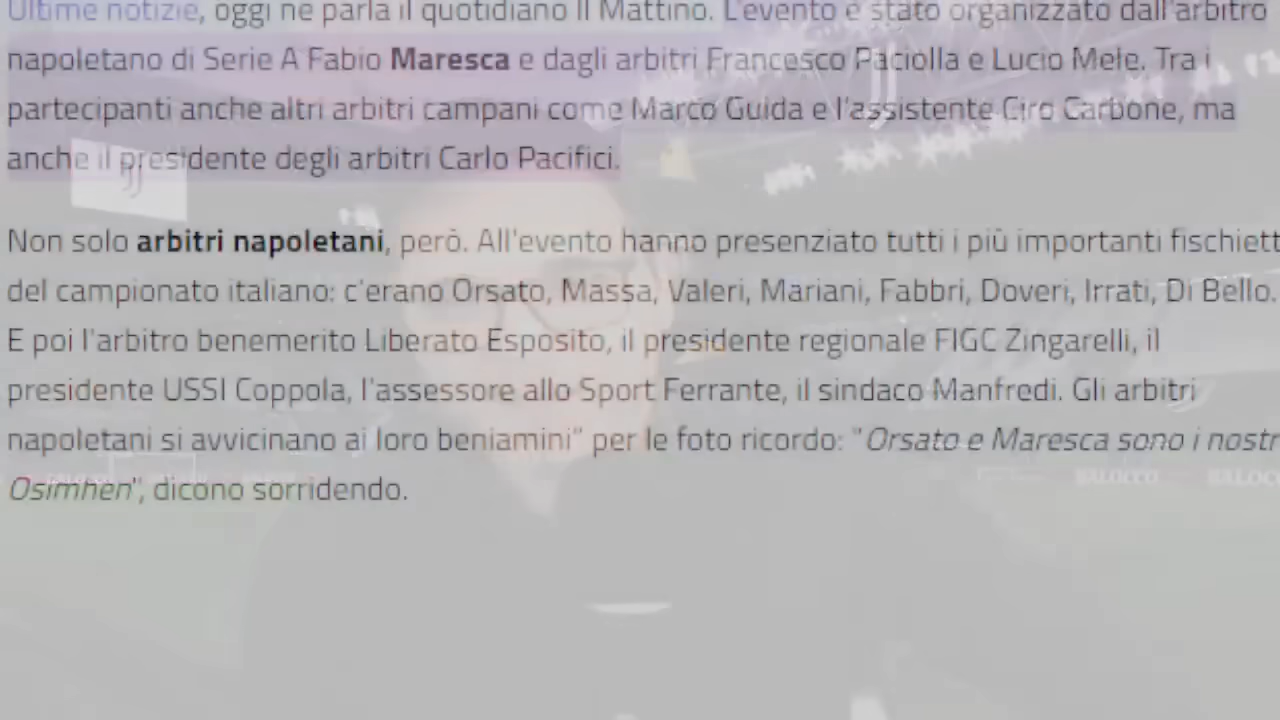 Ultime notizie, oggi ne parla il quotidiano Il Mattino. L'evento è stato organizzato dall'arbitro
napoletano di Serie A Fabio Maresca e dagli arbitri Francesco Paciolla e Lucio Mele. Tra i
partecipanti anche altri arbitri campani come Marco Guida e l'assistente Ciro Carbone, ma
anche il presidente degli arbitri Carlo Pacifici.
Non solo arbitri napoletani, però. All'evento hanno presenziato tutti i più importanti fischiett
del campionato italiano: c'erano Orsato, Massa, Valeri, Mariani, Fabbri, Doveri, Irrati, Di Bello.
E poi l'arbitro benemerito Liberato Esposito, il presidente regionale FIGC Zingarelli, il
presidente USSI Coppola, l'assessore allo Sport Ferrante, il sindaco Manfredi. Gli arbitri
napoletani si avvicinano ai loro beniamini" per le foto ricordo: "Orsato e Maresca sono i nostr
Osimhen", dicono sorridendo.
BALOCCO
BALOC